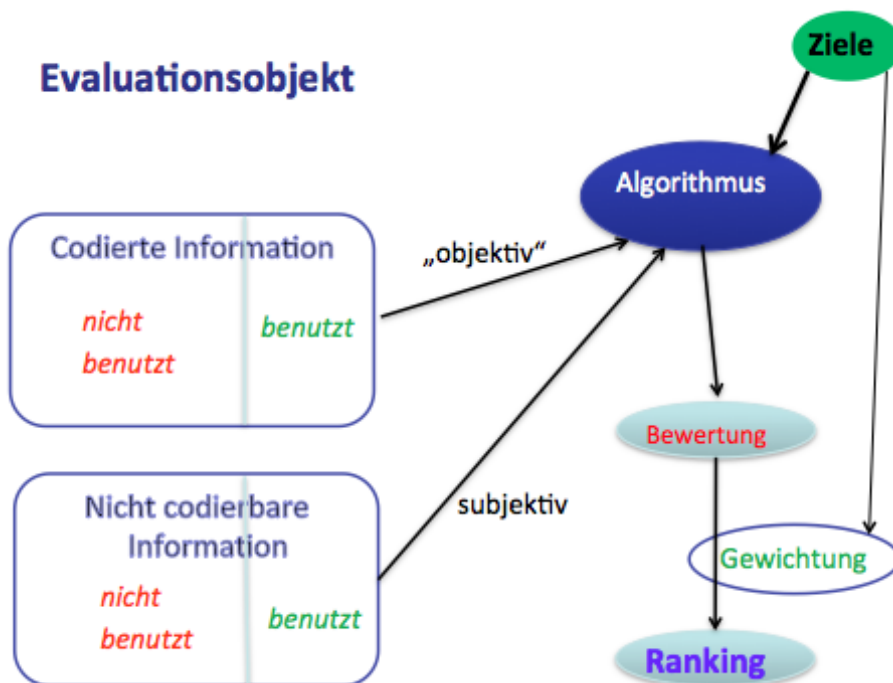 Ziele
Evaluationsobjekt
Algorithmus
Codierte Information
„objektiv“
nicht
benutzt
benutzt
Bewertung
Nicht codierbare
Information
subjektiv
nicht
benutzt
benutzt
Gewichtung
Ranking